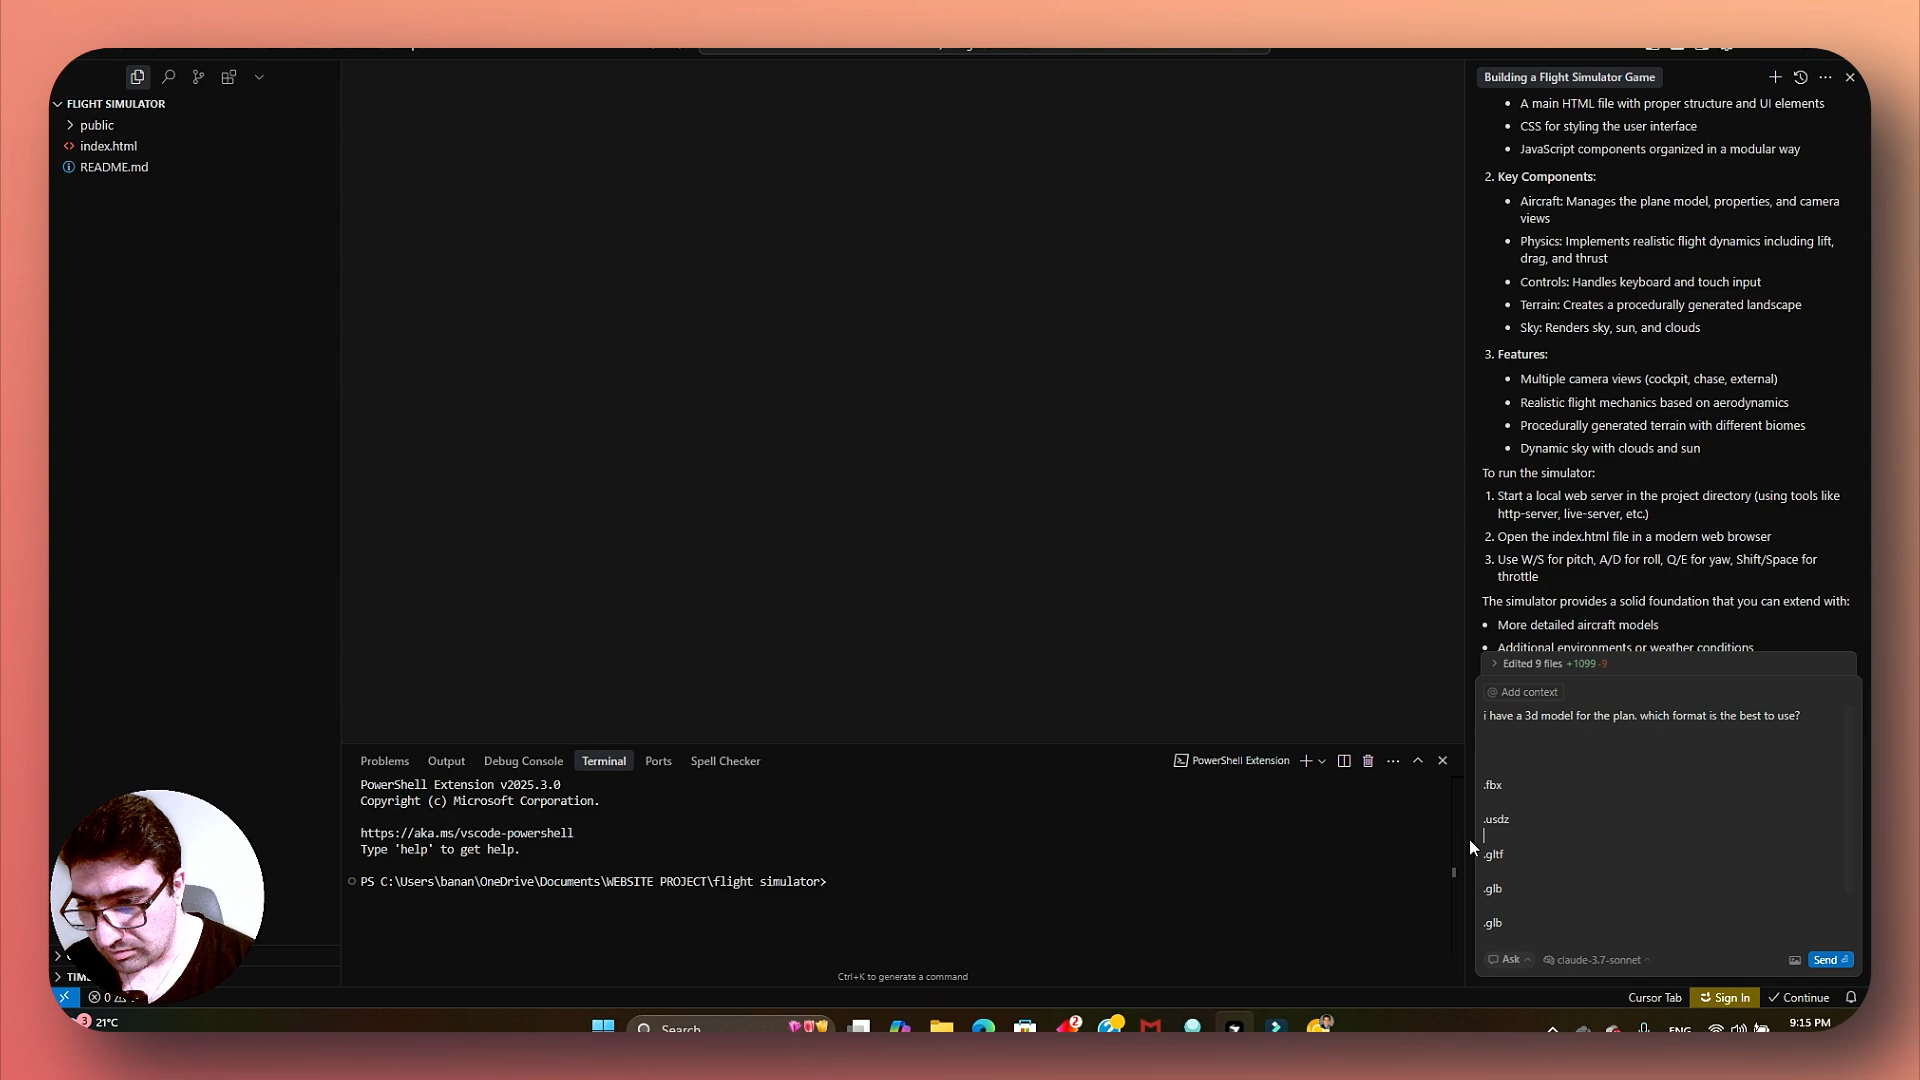 FLIGHT SIMULATOR
public
index.html
README.md
Building a Flight Simulator Game
A main HTML file with proper structure and UI elements
CSS for styling the user interface
JavaScript components organized in a modular way
2. Key Components:
Aircraft: Manages the plane model, properties, and camera
views
Physics: Implements realistic flight dynamics including lift,
drag, and thrust
Controls: Handles keyboard and touch input
Terrain: Creates a procedurally generated landscape
Sky: Renders sky, sun, and clouds
3. Features:
Multiple camera views (cockpit, chase, external)
Realistic flight mechanics based on aerodynamics
Procedurally generated terrain with different biomes
Dynamic sky with clouds and sun
To run the simulator:
1. Start a local web server in the project directory (using tools like
http-server, live-server, etc.)
2. Open the index.html file in a modern web browser
3. Use W/S for pitch, A/D for roll, Q/E for yaw, Shift/Space for
throttle
The simulator provides a solid foundation that you can extend with:
More detailed aircraft models
Additional environments or weather conditions
Edited 9 files +1099 -9
@ Add context
i have a 3d model for the plan. which format is the best to use?
.fbx
.usdz
.gltf
.glb
.glb
Ask claude-3.7-sonnet Send
Problems Output Debug Console Terminal Ports Spell Checker PowerShell Extension
PowerShell Extension v2025.3.0
Copyright (c) Microsoft Corporation.
https://aka.ms/vscode-powershell
Type 'help' to get help.
PS C:\Users\banan\OneDrive\Documents\WEBSITE PROJECT\flight simulator>
Ctrl+K to generate a command
0
Cursor Tab Sign In Continue
3 21°C
Search
2
ENG
9:15 PM